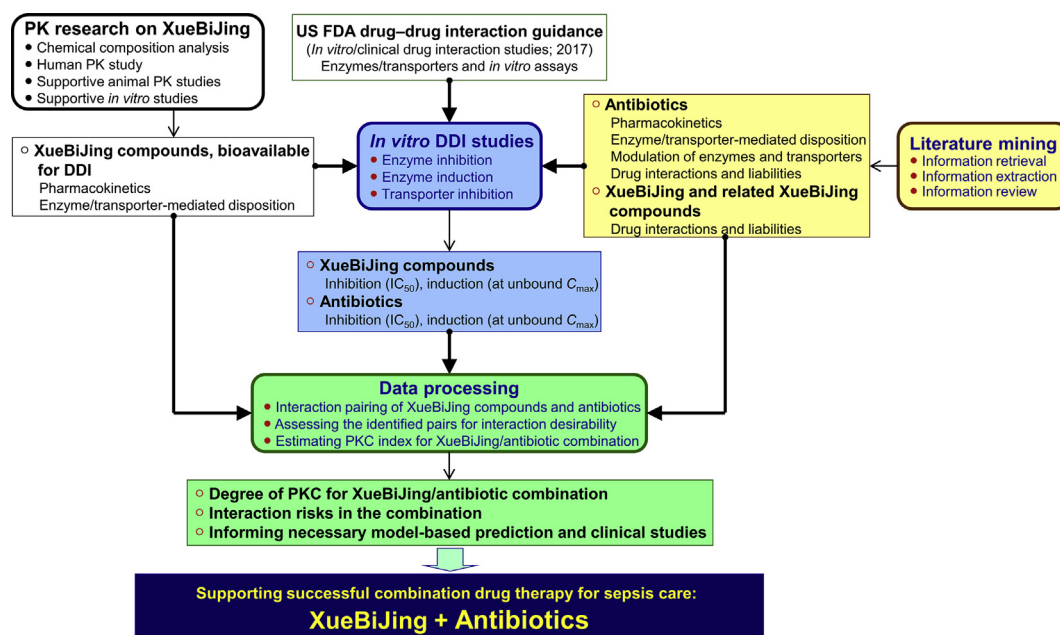 PK research on XueBiJing
● Chemical composition analysis
● Human PK study
● Supportive animal PK studies
● Supportive in vitro studies
US FDA drug–drug interaction guidance
(In vitro/clinical drug interaction studies; 2017)
Enzymes/transporters and in vitro assays
○ XueBiJing compounds, bioavailable
for DDI
Pharmacokinetics
Enzyme/transporter-mediated disposition
In vitro DDI studies
● Enzyme inhibition
● Enzyme induction
● Transporter inhibition
○ Antibiotics
Pharmacokinetics
Enzyme/transporter-mediated disposition
Modulation of enzymes and transporters
Drug interactions and liabilities
○ XueBiJing and related XueBiJing
compounds
Drug interactions and liabilities
Literature mining
● Information retrieval
● Information extraction
● Information review
○ XueBiJing compounds
Inhibition (IC50), induction (at unbound Cmax)
○ Antibiotics
Inhibition (IC50), induction (at unbound Cmax)
Data processing
● Interaction pairing of XueBiJing compounds and antibiotics
● Assessing the identified pairs for interaction desirability
● Estimating PKC index for XueBiJing/antibiotic combination
○ Degree of PKC for XueBiJing/antibiotic combination
○ Interaction risks in the combination
○ Informing necessary model-based prediction and clinical studies
Supporting successful combination drug therapy for sepsis care:
XueBiJing + Antibiotics